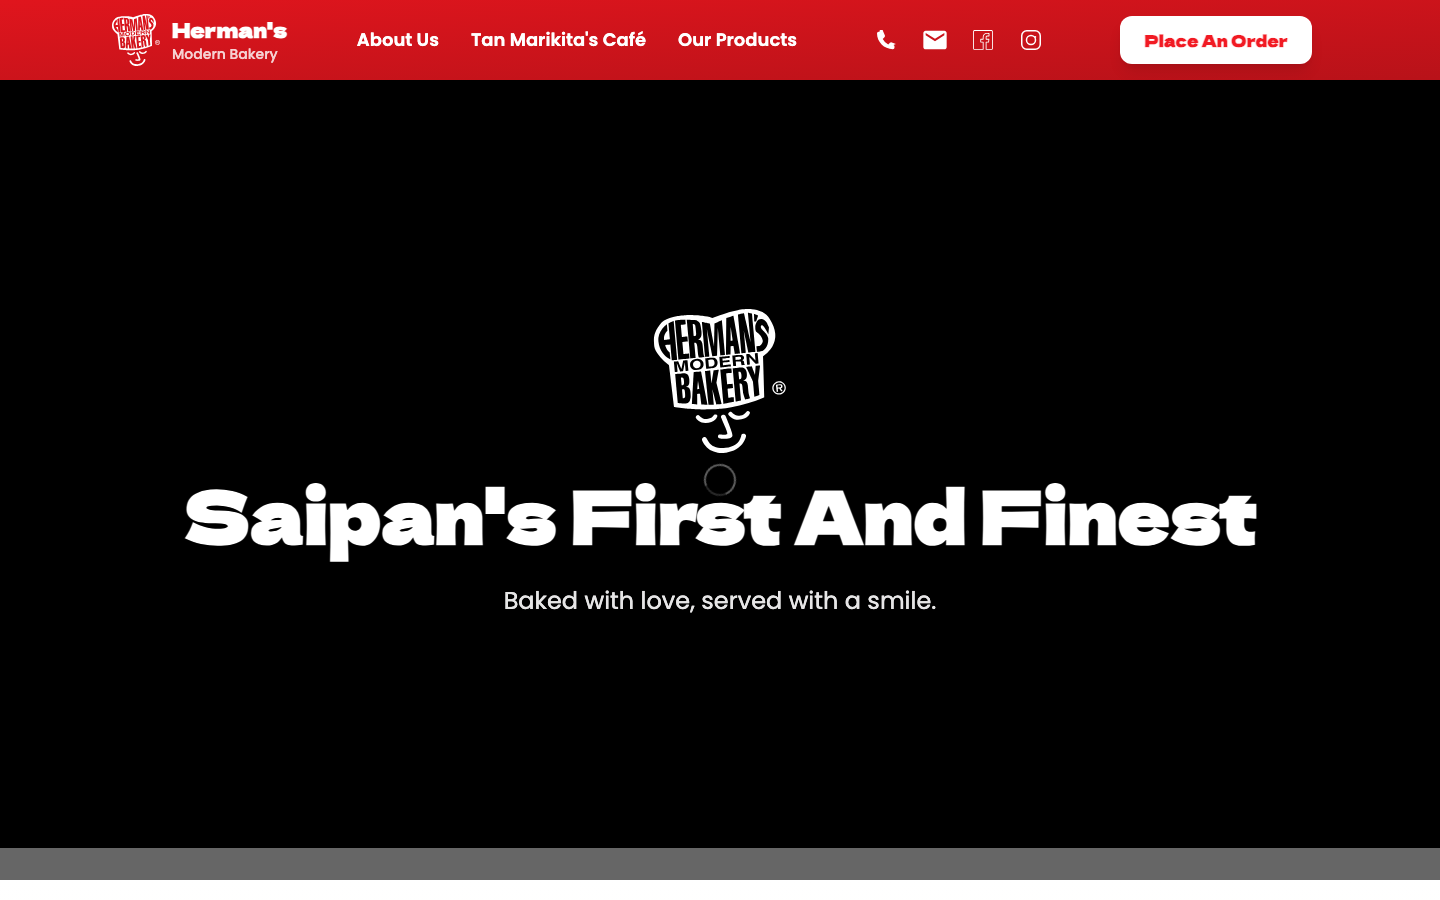 HERMAN'S
MODERN
BAKERY
®
Herman's
Modern Bakery
About Us
Tan Marikita's Café
Our Products
Place An Order
HERMAN'S
MODERN
BAKERY
®
Saipan's First And Finest
Baked with love, served with a smile.